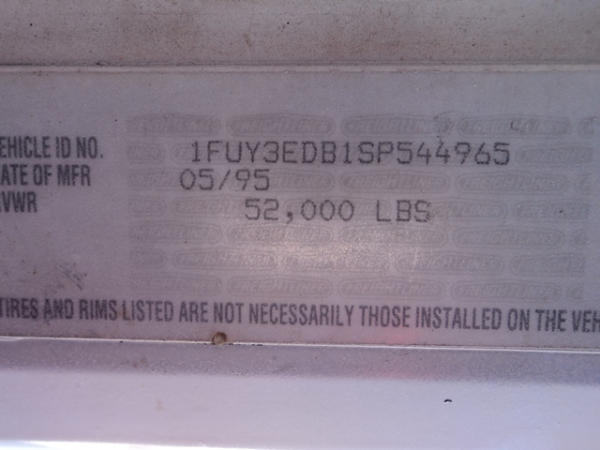 EHICLE ID NO. 1FUY3EDB1SP544965
ATE OF MFR 05/95
VWR 52,000 LBS
TIRES AND RIMS LISTED ARE NOT NECESSARILY THOSE INSTALLED ON THE VEH